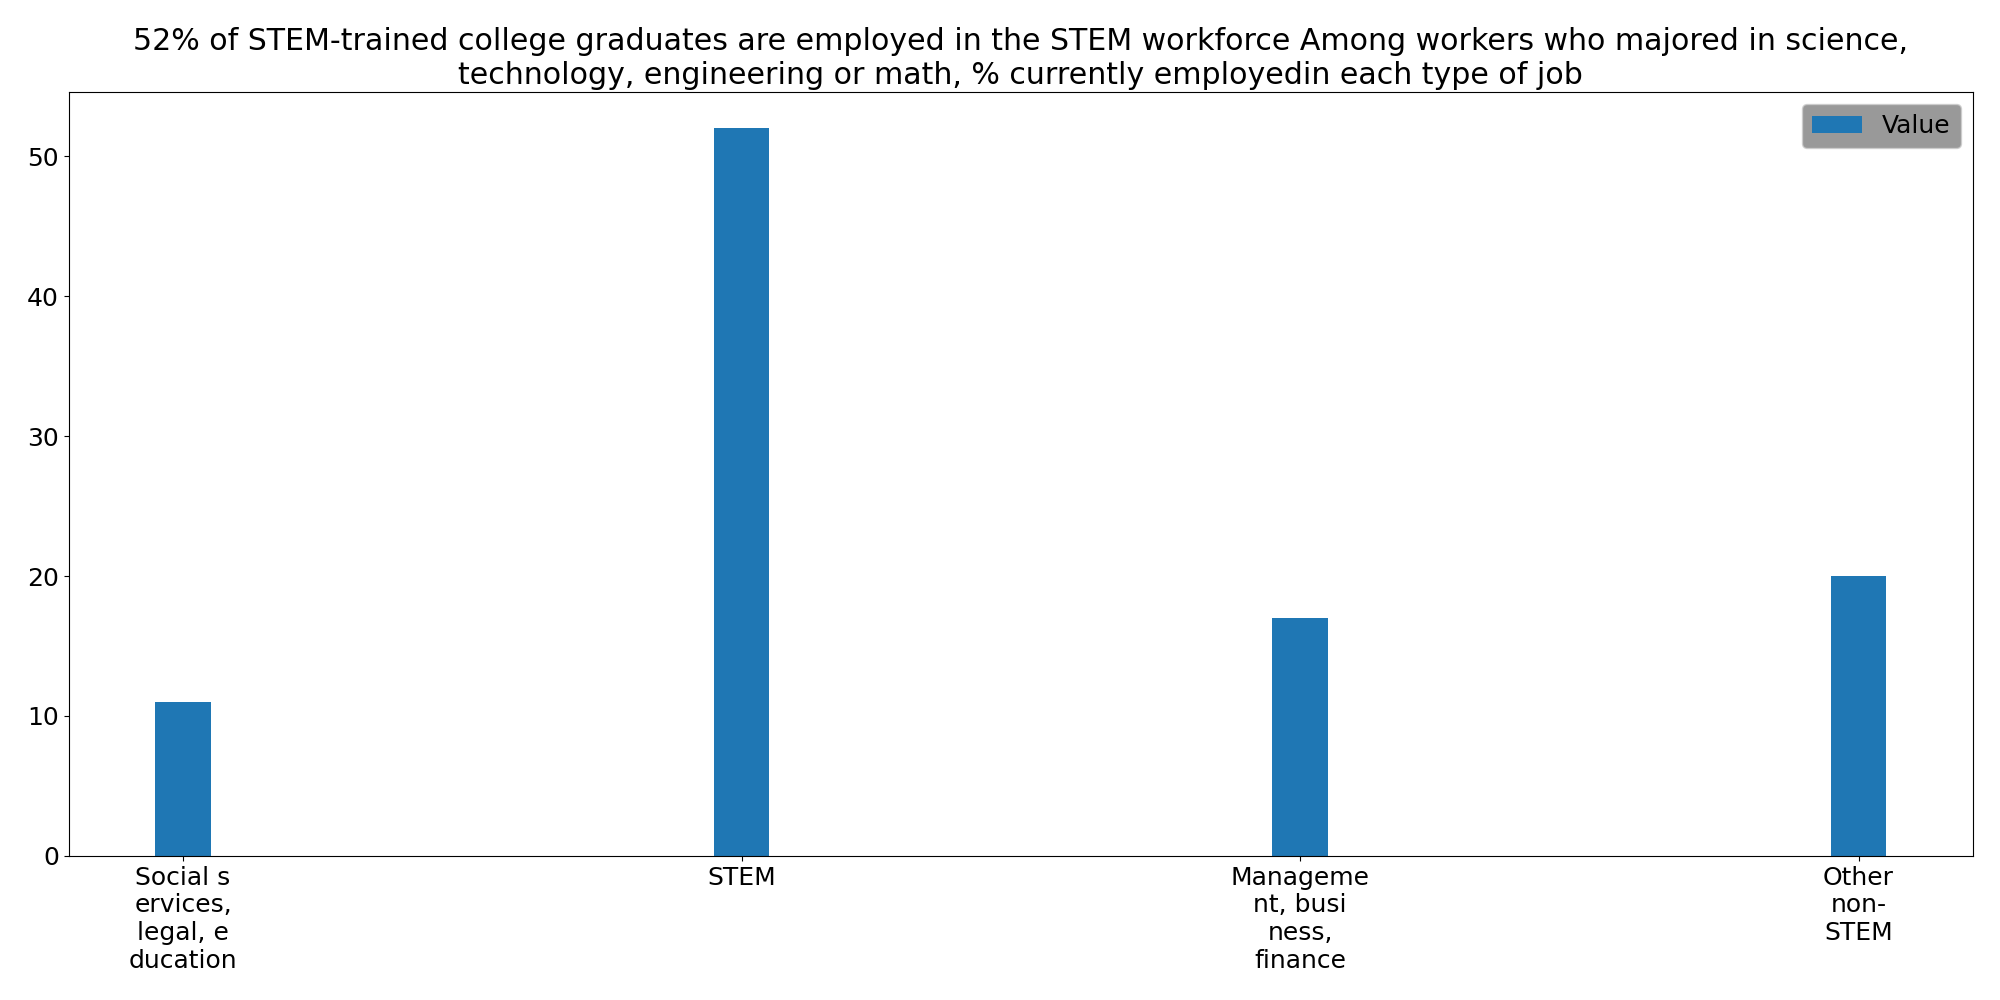 52% of STEM-trained college graduates are employed in the STEM workforce Among workers who majored in science,
technology, engineering or math, % currently employedin each type of job
Value
50
40
30
20
10
0
Social s
ervices,
legal, e
ducation
STEM
Manageme
nt, busi
ness,
finance
Other
non-
STEM